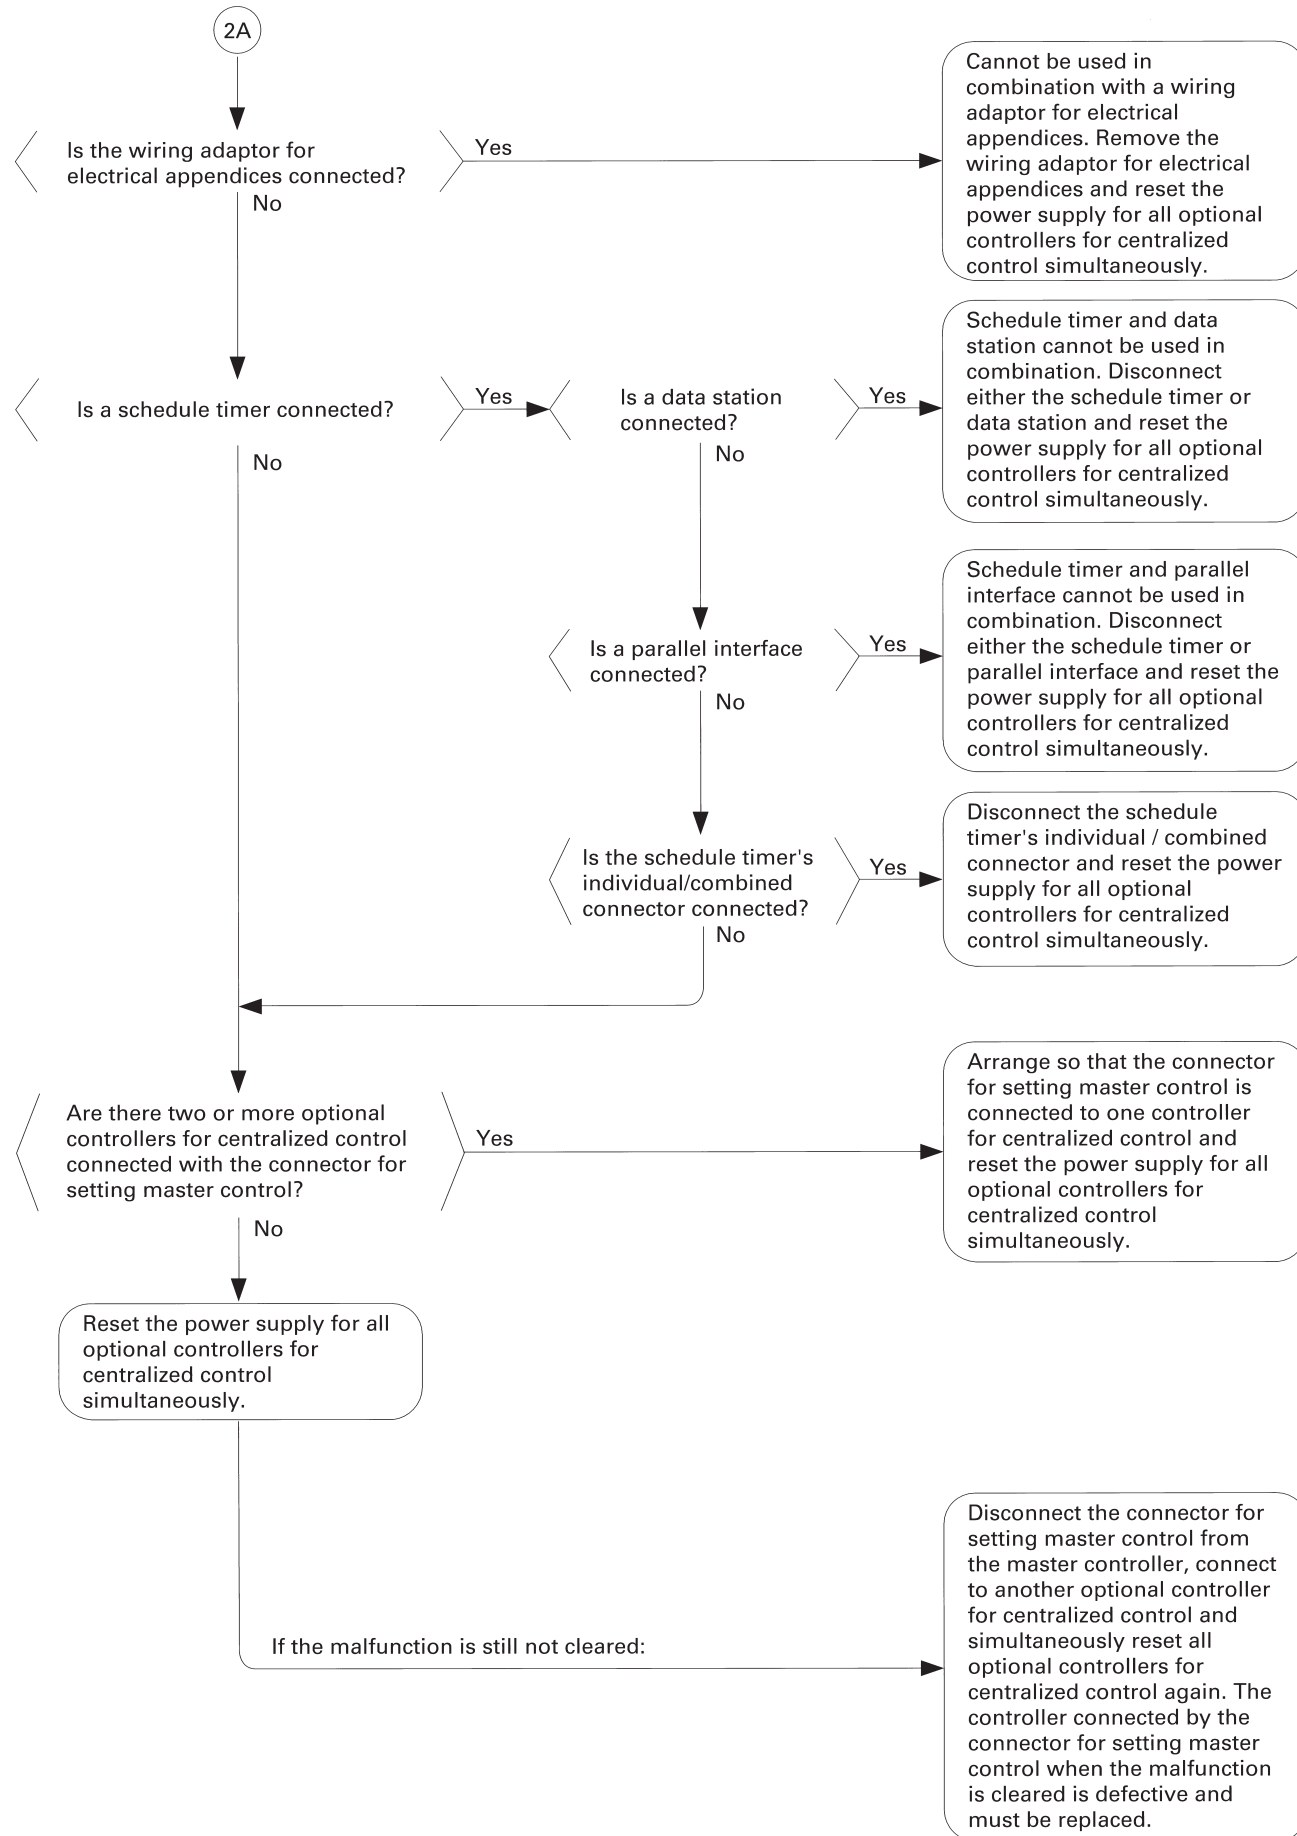 2A
Is the wiring adaptor for
electrical appendices connected?
Yes
No
Cannot be used in
combination with a wiring
adaptor for electrical
appendices. Remove the
wiring adaptor for electrical
appendices and reset the
power supply for all optional
controllers for centralized
control simultaneously.
Is a schedule timer connected?
Yes
No
Is a data station
connected?
Yes
No
Schedule timer and data
station cannot be used in
combination. Disconnect
either the schedule timer or
data station and reset the
power supply for all optional
controllers for centralized
control simultaneously.
Is a parallel interface
connected?
Yes
No
Schedule timer and parallel
interface cannot be used in
combination. Disconnect
either the schedule timer or
parallel interface and reset the
power supply for all optional
controllers for centralized
control simultaneously.
Is the schedule timer's
individual/combined
connector connected?
Yes
No
Disconnect the schedule
timer's individual / combined
connector and reset the power
supply for all optional
controllers for centralized
control simultaneously.
Are there two or more optional
controllers for centralized control
connected with the connector for
setting master control?
Yes
No
Arrange so that the connector
for setting master control is
connected to one controller
for centralized control and
reset the power supply for all
optional controllers for
centralized control
simultaneously.
Reset the power supply for all
optional controllers for
centralized control
simultaneously.
If the malfunction is still not cleared:
Disconnect the connector for
setting master control from
the master controller, connect
to another optional controller
for centralized control and
simultaneously reset all
optional controllers for
centralized control again. The
controller connected by the
connector for setting master
control when the malfunction
is cleared is defective and
must be replaced.